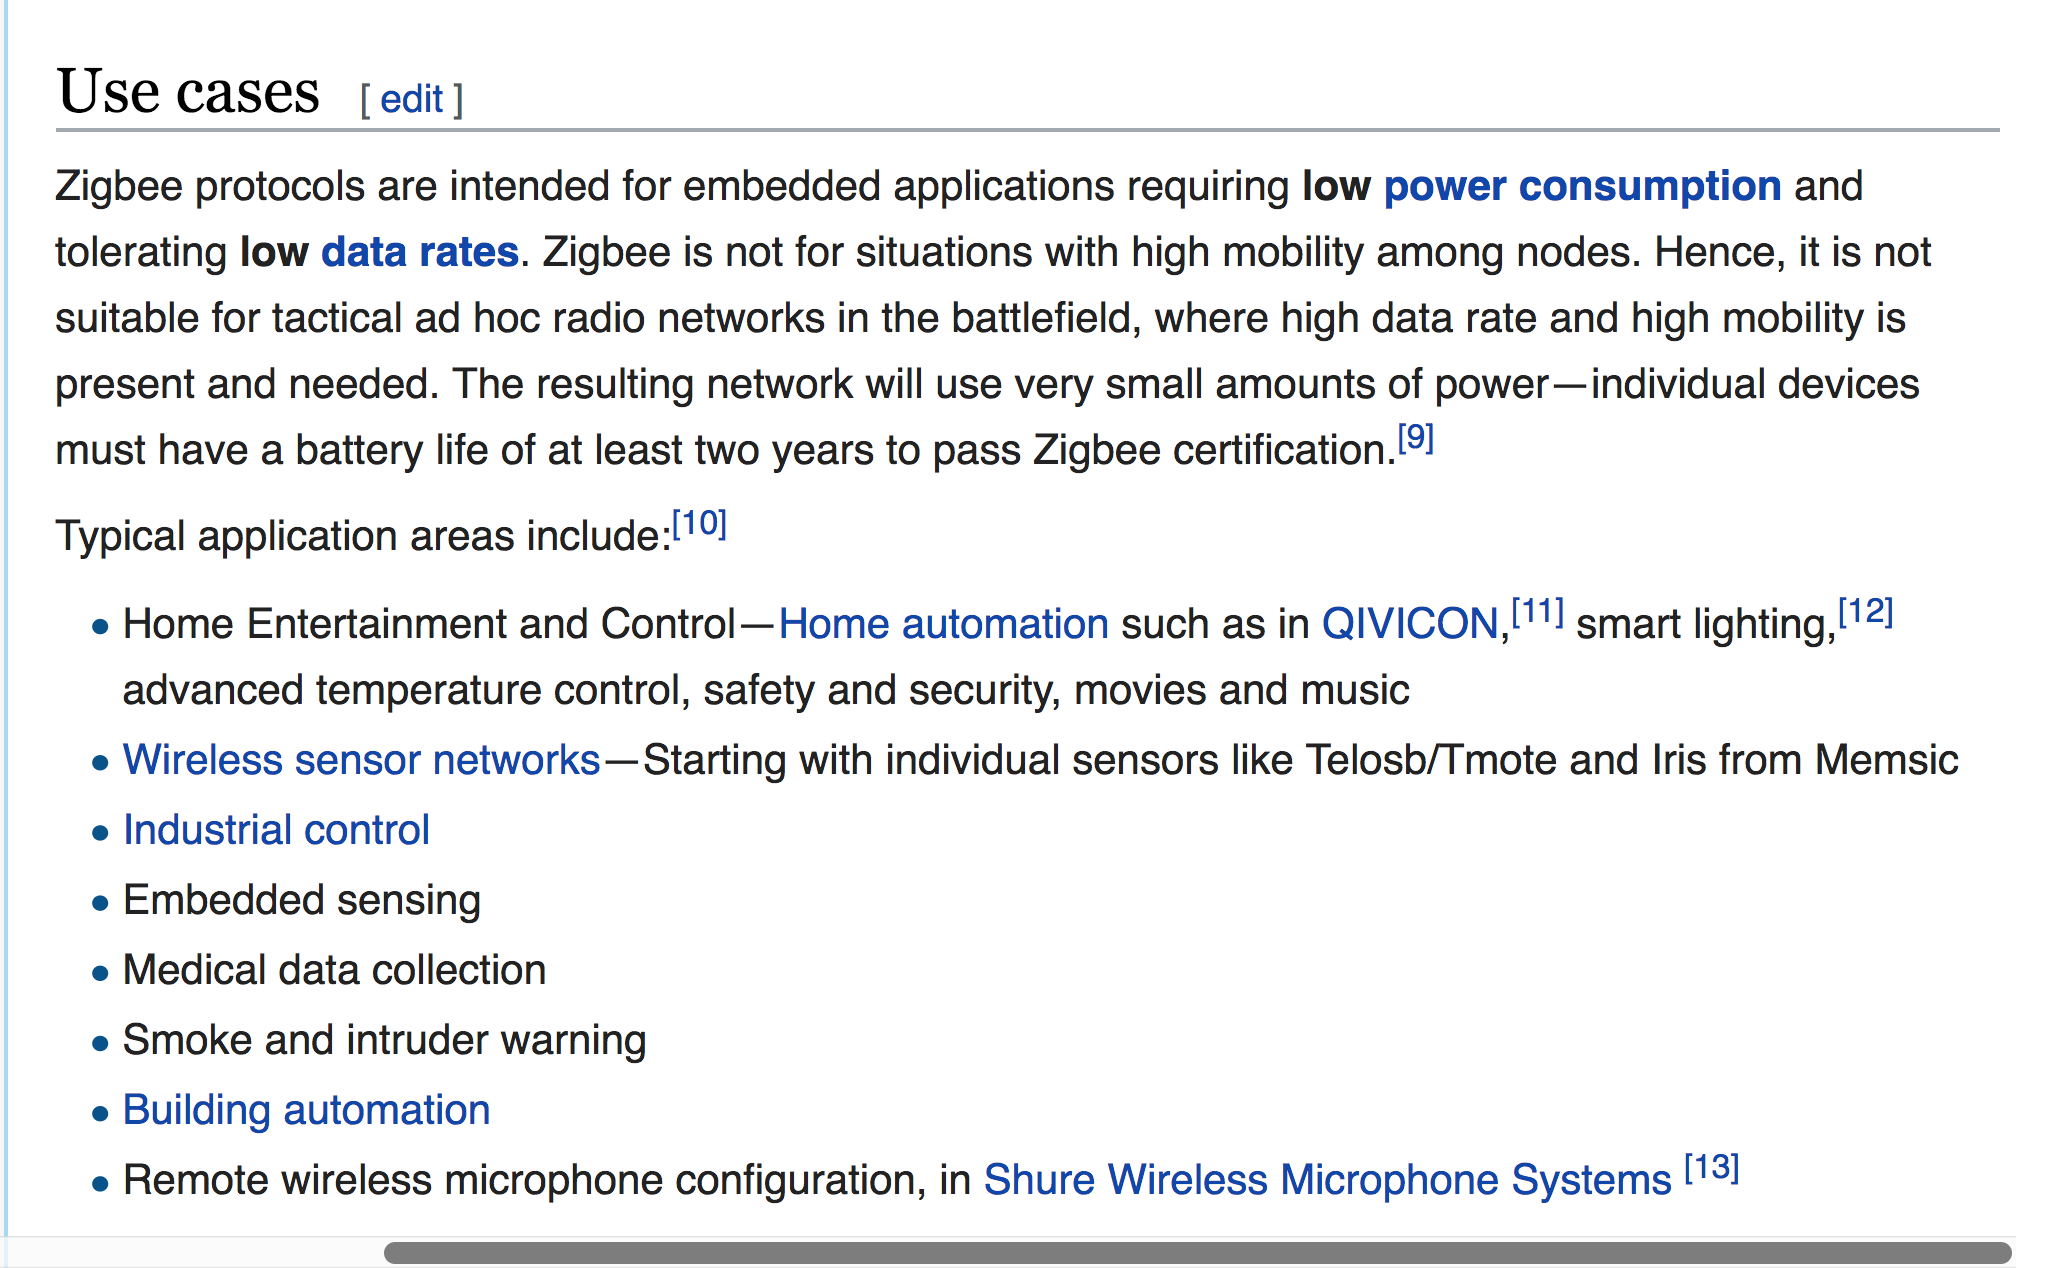 Use cases [ edit ]
Zigbee protocols are intended for embedded applications requiring low power consumption and
tolerating low data rates. Zigbee is not for situations with high mobility among nodes. Hence, it is not
suitable for tactical ad hoc radio networks in the battlefield, where high data rate and high mobility is
present and needed. The resulting network will use very small amounts of power—individual devices
must have a battery life of at least two years to pass Zigbee certification.[9]
Typical application areas include:[10]
• Home Entertainment and Control—Home automation such as in QIVICON,[11] smart lighting,[12]
advanced temperature control, safety and security, movies and music
• Wireless sensor networks—Starting with individual sensors like Telosb/Tmote and Iris from Memsic
• Industrial control
• Embedded sensing
• Medical data collection
• Smoke and intruder warning
• Building automation
• Remote wireless microphone configuration, in Shure Wireless Microphone Systems [13]